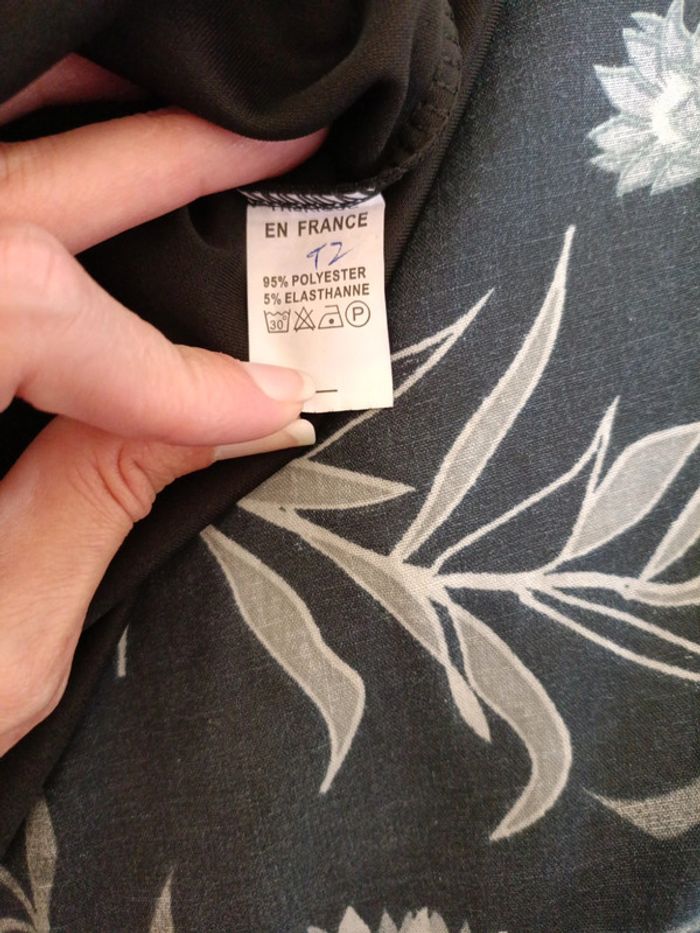 EN FRANCE
T2
95% POLYESTER
5% ELASTHANNE
30° P